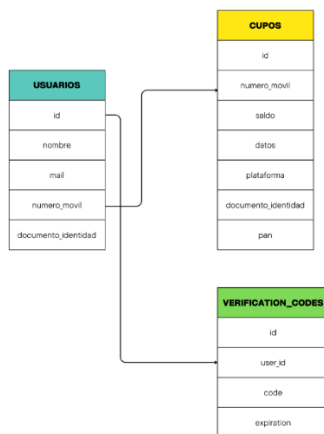 CUPOS
id
numero_movil
saldo
datos
plataforma
documento_identidad
pan
USUARIOS
id
nombre
mail
numero_movil
documento_identidad
VERIFICATION_CODES
id
user_id
code
expiration